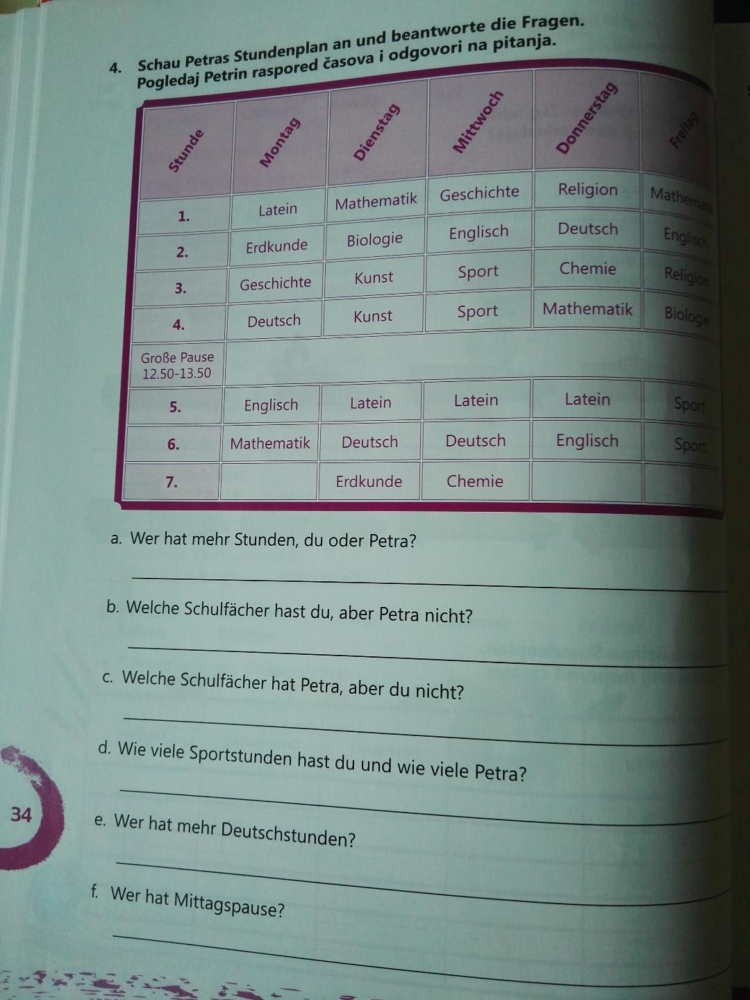 4. Schau Petras Stundenplan an und beantworte die Fragen.
Pogledaj Petrin raspored časova i odgovori na pitanja.
Stunde Montag Dienstag Mittwoch Donnerstag Freitag
1. Latein Mathematik Geschichte Religion Mathematik
2. Erdkunde Biologie Englisch Deutsch Englisch
3. Geschichte Kunst Sport Chemie Religion
4. Deutsch Kunst Sport Mathematik Biologie
Große Pause
12.50-13.50
5. Englisch Latein Latein Latein Sport
6. Mathematik Deutsch Deutsch Englisch Sport
7. Erdkunde Chemie
a. Wer hat mehr Stunden, du oder Petra?
b. Welche Schulfächer hast du, aber Petra nicht?
c. Welche Schulfächer hat Petra, aber du nicht?
d. Wie viele Sportstunden hast du und wie viele Petra?
e. Wer hat mehr Deutschstunden?
f. Wer hat Mittagspause?
34